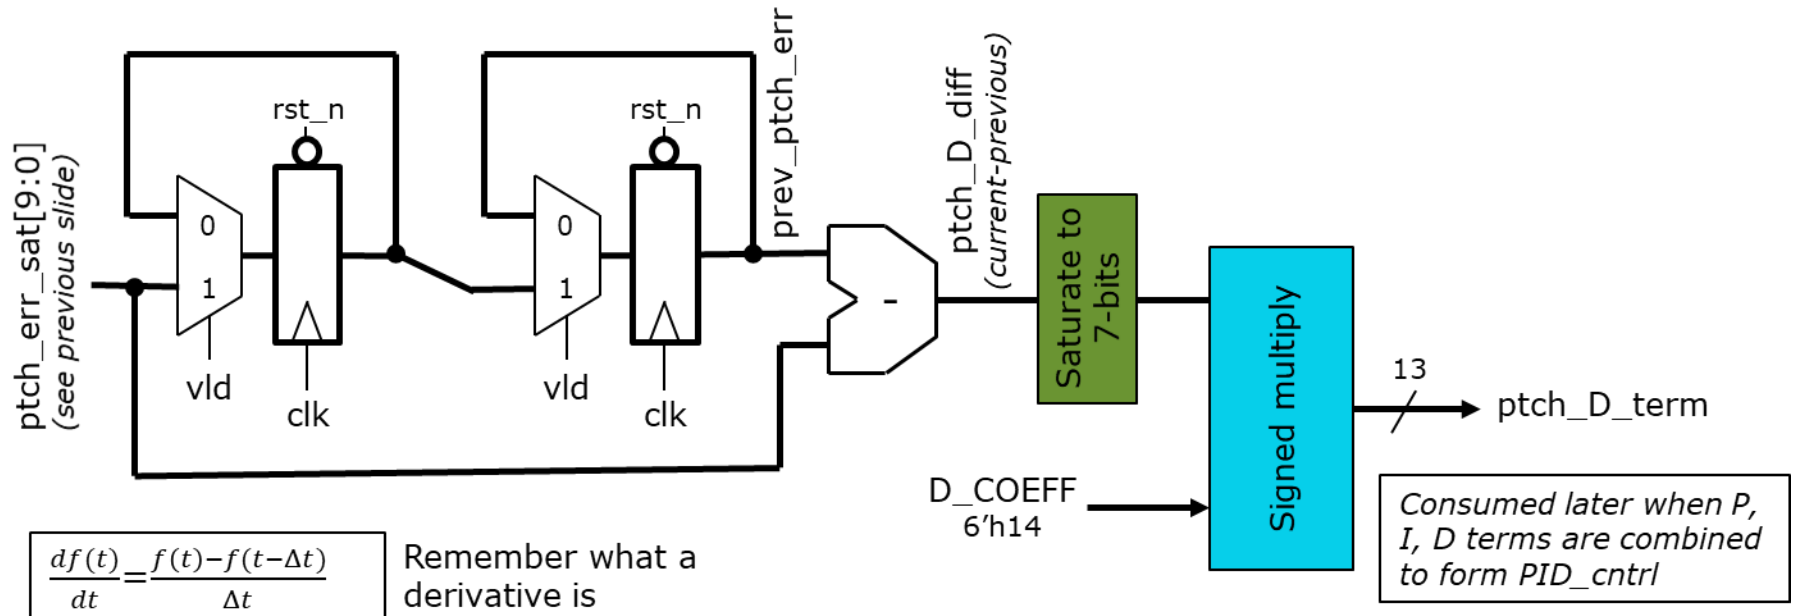 ptch_err_sat[9:0]
(see previous slide)
0
1
vld
rst_n
clk
0
1
vld
rst_n
clk
prev_ptch_err
-
ptch_D_diff
(current-previous)
Saturate to
7-bits
D_COEFF
6'h14
Signed multiply
13
ptch_D_term
Consumed later when P,
I, D terms are combined
to form PID_cntrl
df(t)/dt=f(t)−f(t−Δt)/Δt
Remember what a
derivative is